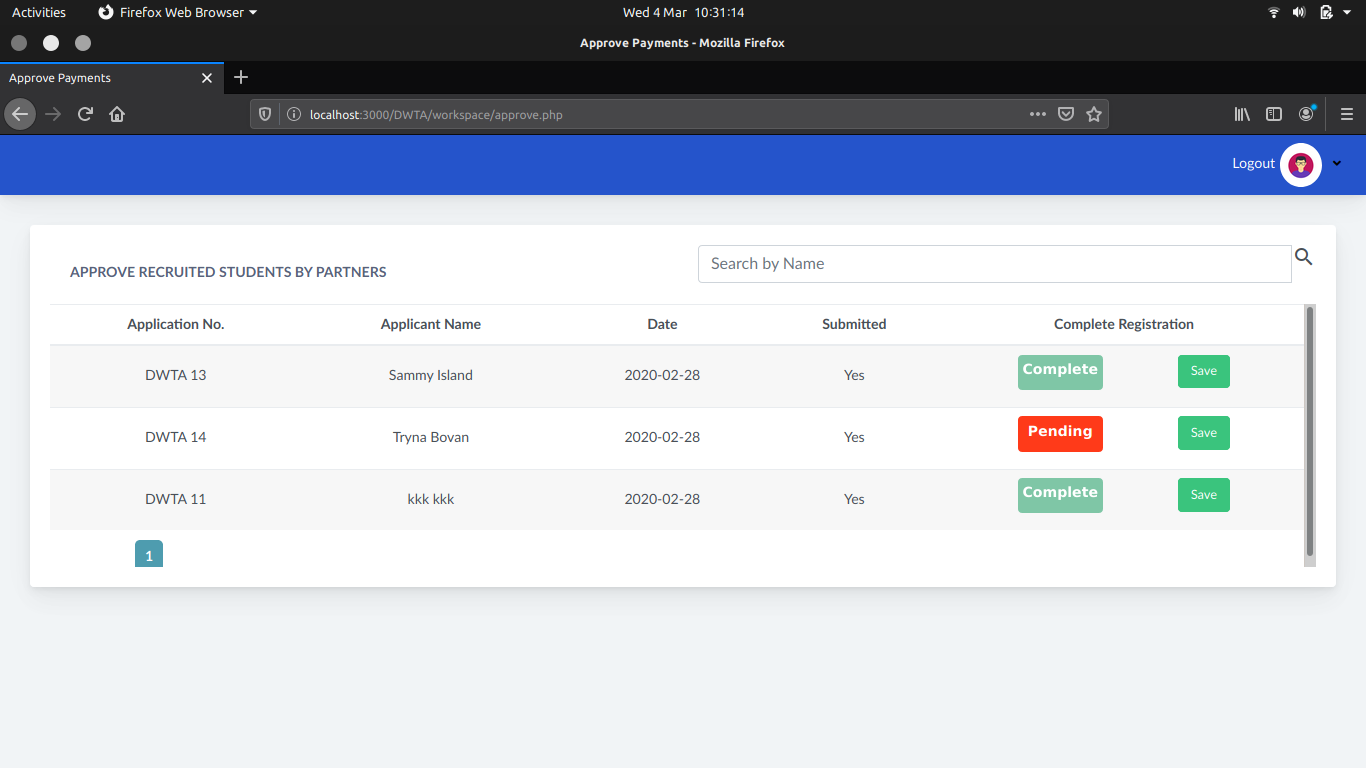 Activities Firefox Web Browser Wed 4 Mar 10:31:14
Approve Payments - Mozilla Firefox
Approve Payments
localhost:3000/DWTA/workspace/approve.php
Logout
APPROVE RECRUITED STUDENTS BY PARTNERS
Search by Name
Application No. Applicant Name Date Submitted Complete Registration
DWTA 13 Sammy Island 2020-02-28 Yes Complete Save
DWTA 14 Tryna Bovan 2020-02-28 Yes Pending Save
DWTA 11 kkk kkk 2020-02-28 Yes Complete Save
1